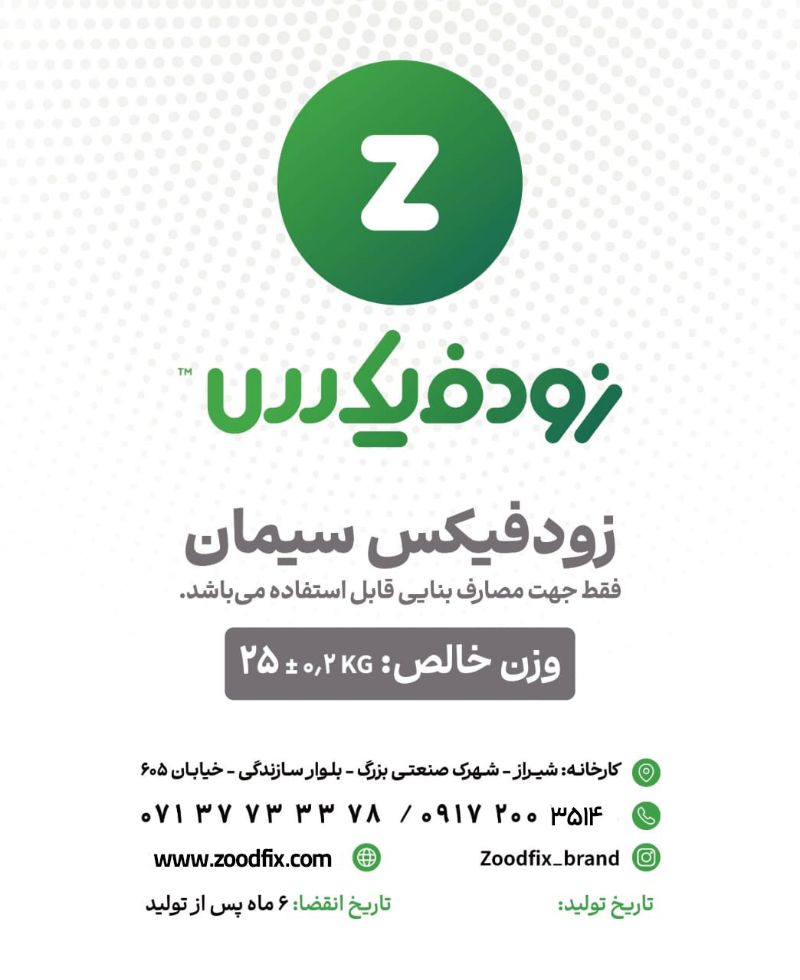 Z
زودفیکس™
زودفیکس سیمان
فقط جهت مصارف بنایی قابل استفاده می‌باشد.
وزن خالص: ۲۵ ± ۰٫۲ KG
کارخانه: شیراز - شهرک صنعتی بزرگ - بلوار سازندگی - خیابان ۶۰۵
۰۷۱ ۳۷ ۷۳ ۳۳ ۷۸ / ۰۹۱۷ ۲۰۰ ۳۵۱۴
Zoodfix_brand
www.zoodfix.com
تاریخ تولید:
تاریخ انقضا: ۶ ماه پس از تولید